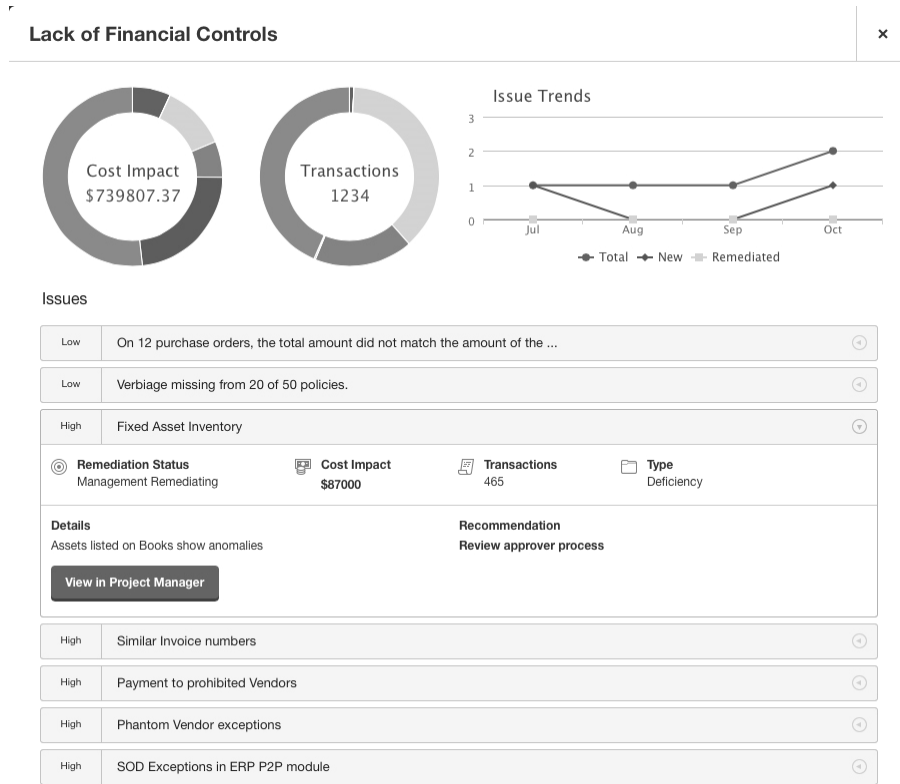 Lack of Financial Controls
×
Cost Impact
$739807.37
Transactions
1234
Issue Trends
3
2
1
0
Jul Aug Sep Oct
Total New Remediated
Issues
Low On 12 purchase orders, the total amount did not match the amount of the ...
Low Verbiage missing from 20 of 50 policies.
High Fixed Asset Inventory
Remediation Status Cost Impact Transactions Type
Management Remediating $87000 465 Deficiency
Details Recommendation
Assets listed on Books show anomalies Review approver process
View in Project Manager
High Similar Invoice numbers
High Payment to prohibited Vendors
High Phantom Vendor exceptions
High SOD Exceptions in ERP P2P module